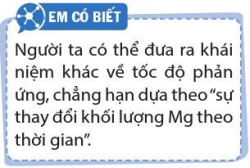 EM CÓ BIẾT
Người ta có thể đưa ra khái
niệm khác về tốc độ phản
ứng, chẳng hạn dựa theo “sự
thay đổi khối lượng Mg theo
thời gian”.